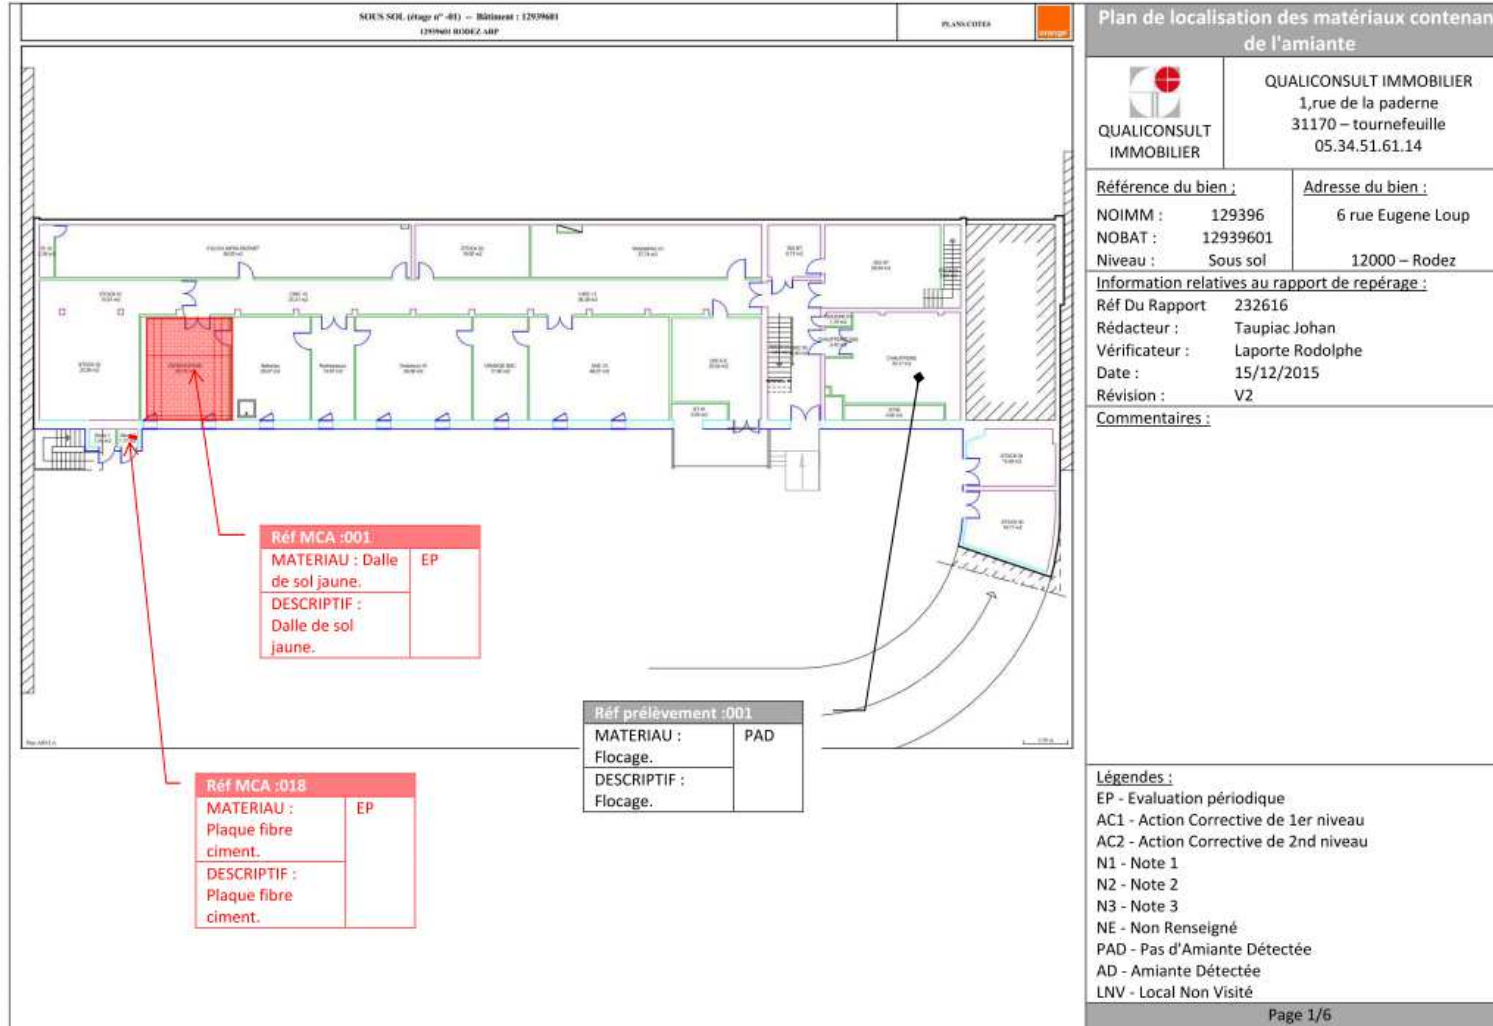 SOUS SOL (étage n° -01) -- Bâtiment : 12939601
12939601 RODEZ ARP
PLANS COTES
orange
Plan de localisation des matériaux contenan
de l'amiante
QUALICONSULT
IMMOBILIER
QUALICONSULT IMMOBILIER
1,rue de la paderne
31170 – tournefeuille
05.34.51.61.14
Référence du bien ;
NOIMM : 129396
NOBAT : 12939601
Niveau : Sous sol
Adresse du bien :
6 rue Eugene Loup
12000 – Rodez
Information relatives au rapport de repérage :
Réf Du Rapport 232616
Rédacteur : Taupiac Johan
Vérificateur : Laporte Rodolphe
Date : 15/12/2015
Révision : V2
Commentaires :
CHAUFFERIE
Réf MCA :001
MATERIAU : Dalle
de sol jaune.
EP
DESCRIPTIF :
Dalle de sol
jaune.
Réf prélèvement :001
MATERIAU :
Flocage.
PAD
DESCRIPTIF :
Flocage.
Réf MCA :018
MATERIAU :
Plaque fibre
ciment.
EP
DESCRIPTIF :
Plaque fibre
ciment.
Légendes :
EP - Evaluation périodique
AC1 - Action Corrective de 1er niveau
AC2 - Action Corrective de 2nd niveau
N1 - Note 1
N2 - Note 2
N3 - Note 3
NE - Non Renseigné
PAD - Pas d'Amiante Détectée
AD - Amiante Détectée
LNV - Local Non Visité
Page 1/6